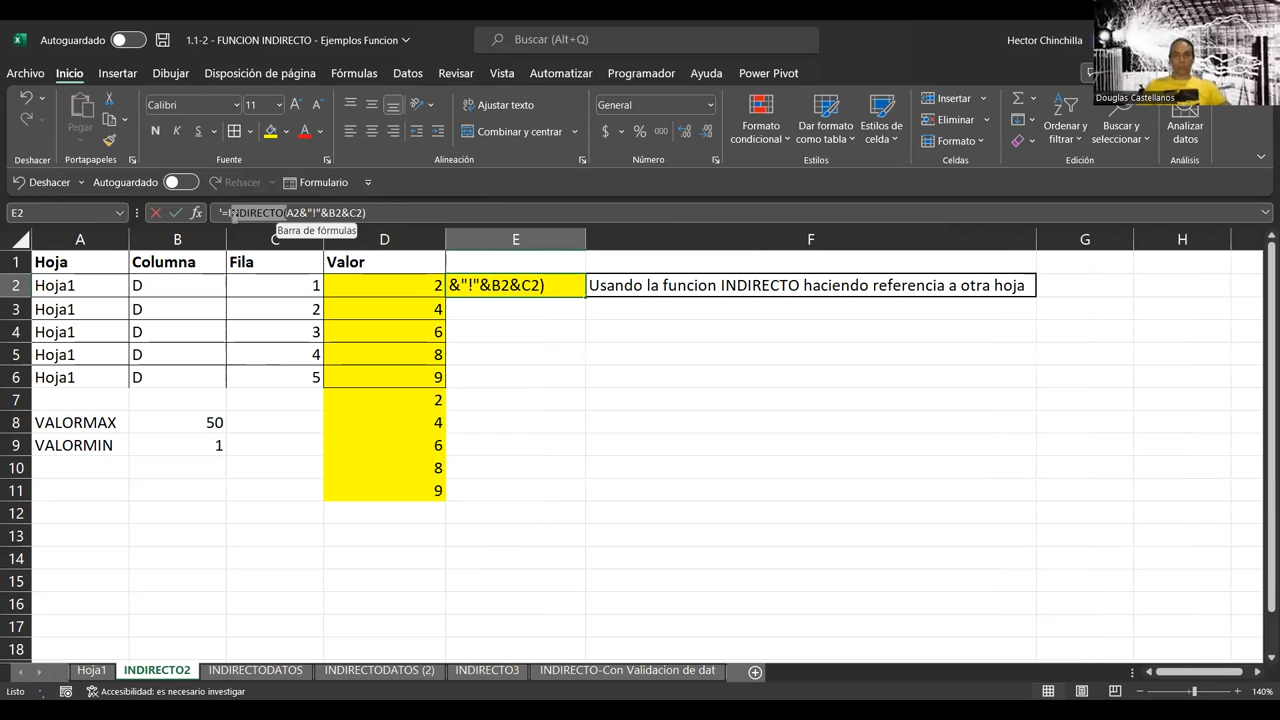 Autoguardado
1.1-2 - FUNCION INDIRECTO - Ejemplos Funcion
Buscar (Alt+Q)
Hector Chinchilla
Douglas Castellanos
Archivo Inicio Insertar Dibujar Disposición de página Fórmulas Datos Revisar Vista Automatizar Programador Ayuda Power Pivot
Pegar
Calibri 11
N K S
Ajustar texto
Combinar y centrar
General
$ % 000
Formato condicional
Dar formato como tabla
Estilos de celda
Insertar
Eliminar
Formato
Ordenar y filtrar
Buscar y seleccionar
Analizar datos
Deshacer Portapapeles Fuente Alineación Número Estilos Celdas Edición Análisis
Deshacer Autoguardado Rehacer Formulario
E2 fx '=INDIRECTO(A2&"!"&B2&C2)
Barra de fórmulas
A B C D E F G H
1 Hoja Columna Fila Valor
2 Hoja1 D 1 2 &"!"&B2&C2) Usando la funcion INDIRECTO haciendo referencia a otra hoja
3 Hoja1 D 2 4
4 Hoja1 D 3 6
5 Hoja1 D 4 8
6 Hoja1 D 5 9
7 2
8 VALORMAX 50 4
9 VALORMIN 1 6
10 8
11 9
12
13
14
15
16
17
18
Hoja1 INDIRECTO2 INDIRECTODATOS INDIRECTODATOS (2) INDIRECTO3 INDIRECTO-Con Validacion de dat
Listo Accesibilidad: es necesario investigar 140%